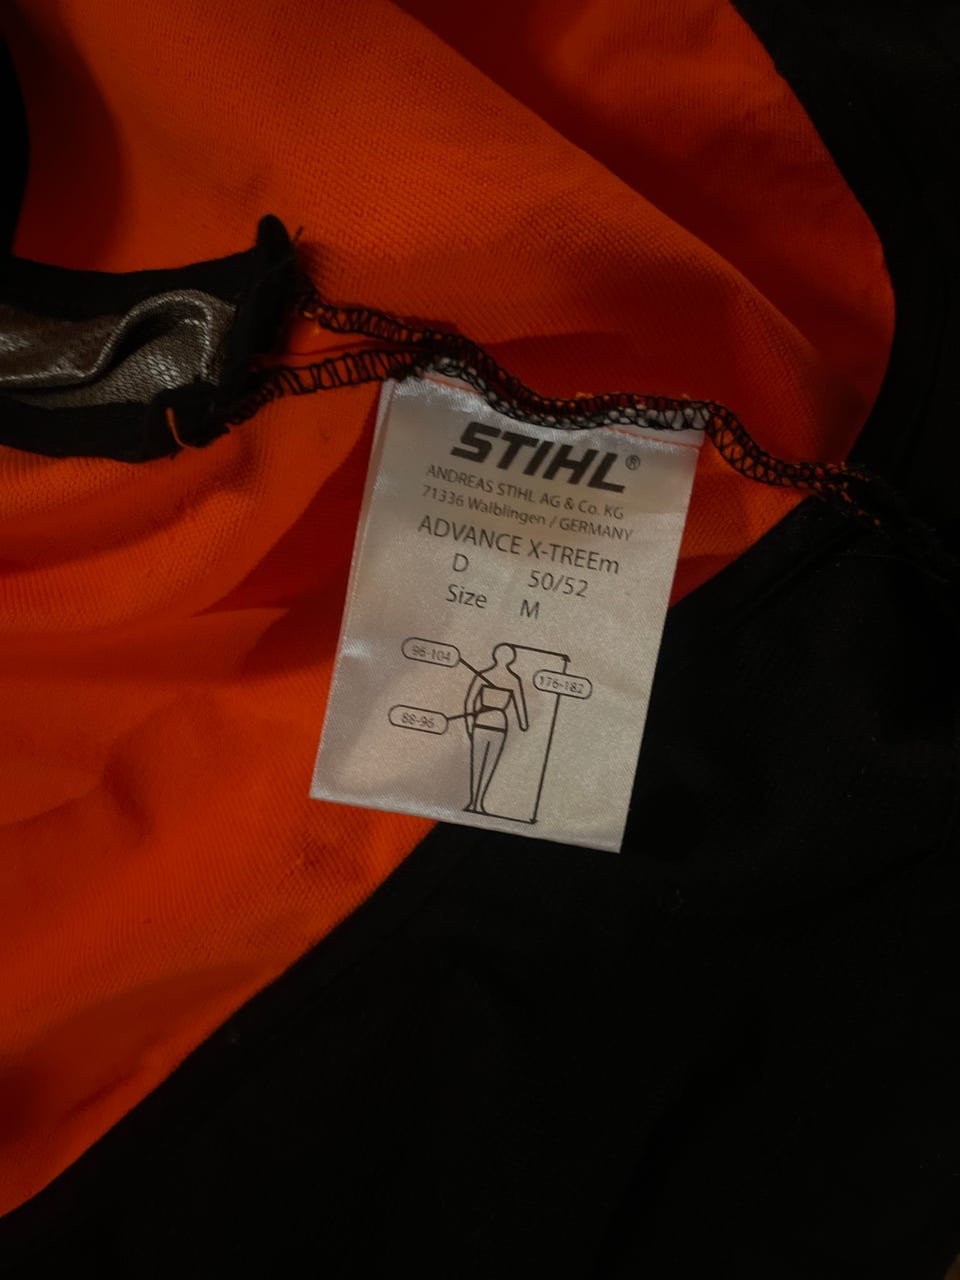 STIHL®
ANDREAS STIHL AG & Co. KG
71336 Waiblingen / GERMANY
ADVANCE X-TREEm
D 50/52
Size M
96-104
176-182
88-96